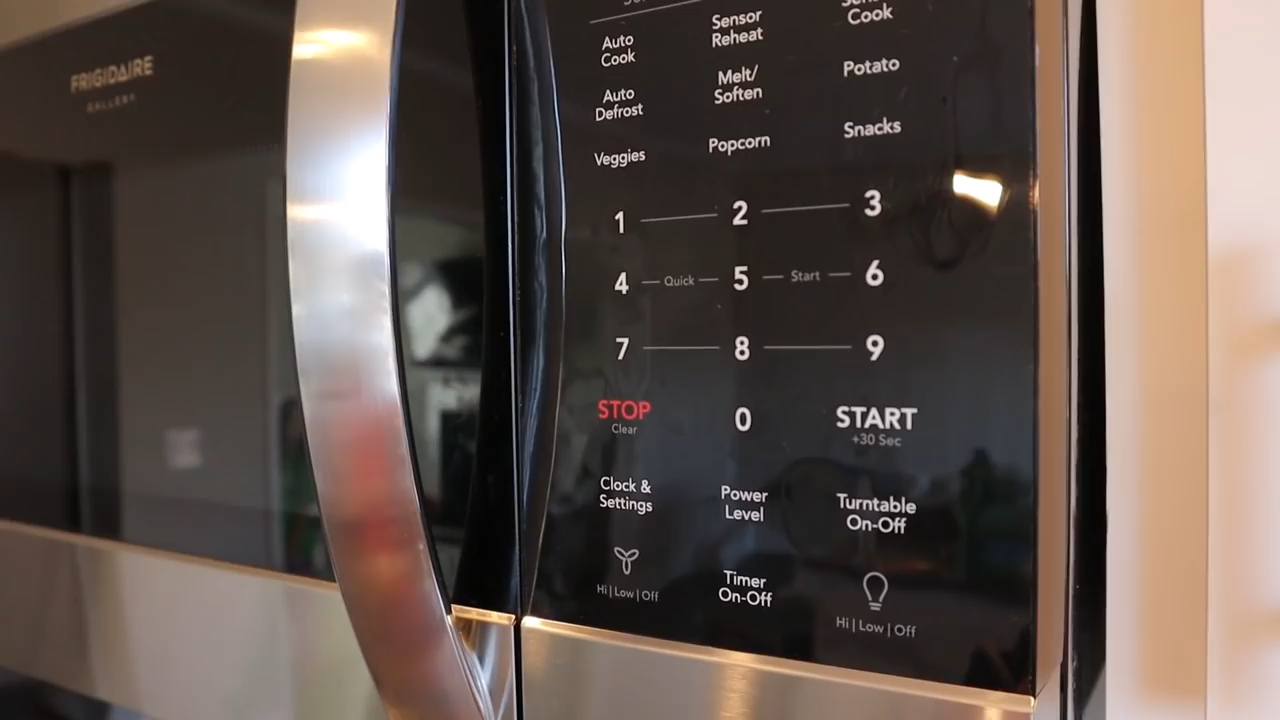 FRIGIDAIRE
GALLERY
Sensor
Reheat
Cook
Auto
Cook
Melt/
Soften
Potato
Auto
Defrost
Veggies
Popcorn
Snacks
1 2 3
4 Quick 5 Start 6
7 8 9
STOP
Clear
0
START
+30 Sec
Clock &
Settings
Power
Level
Turntable
On-Off
Hi | Low | Off
Timer
On-Off
Hi | Low | Off